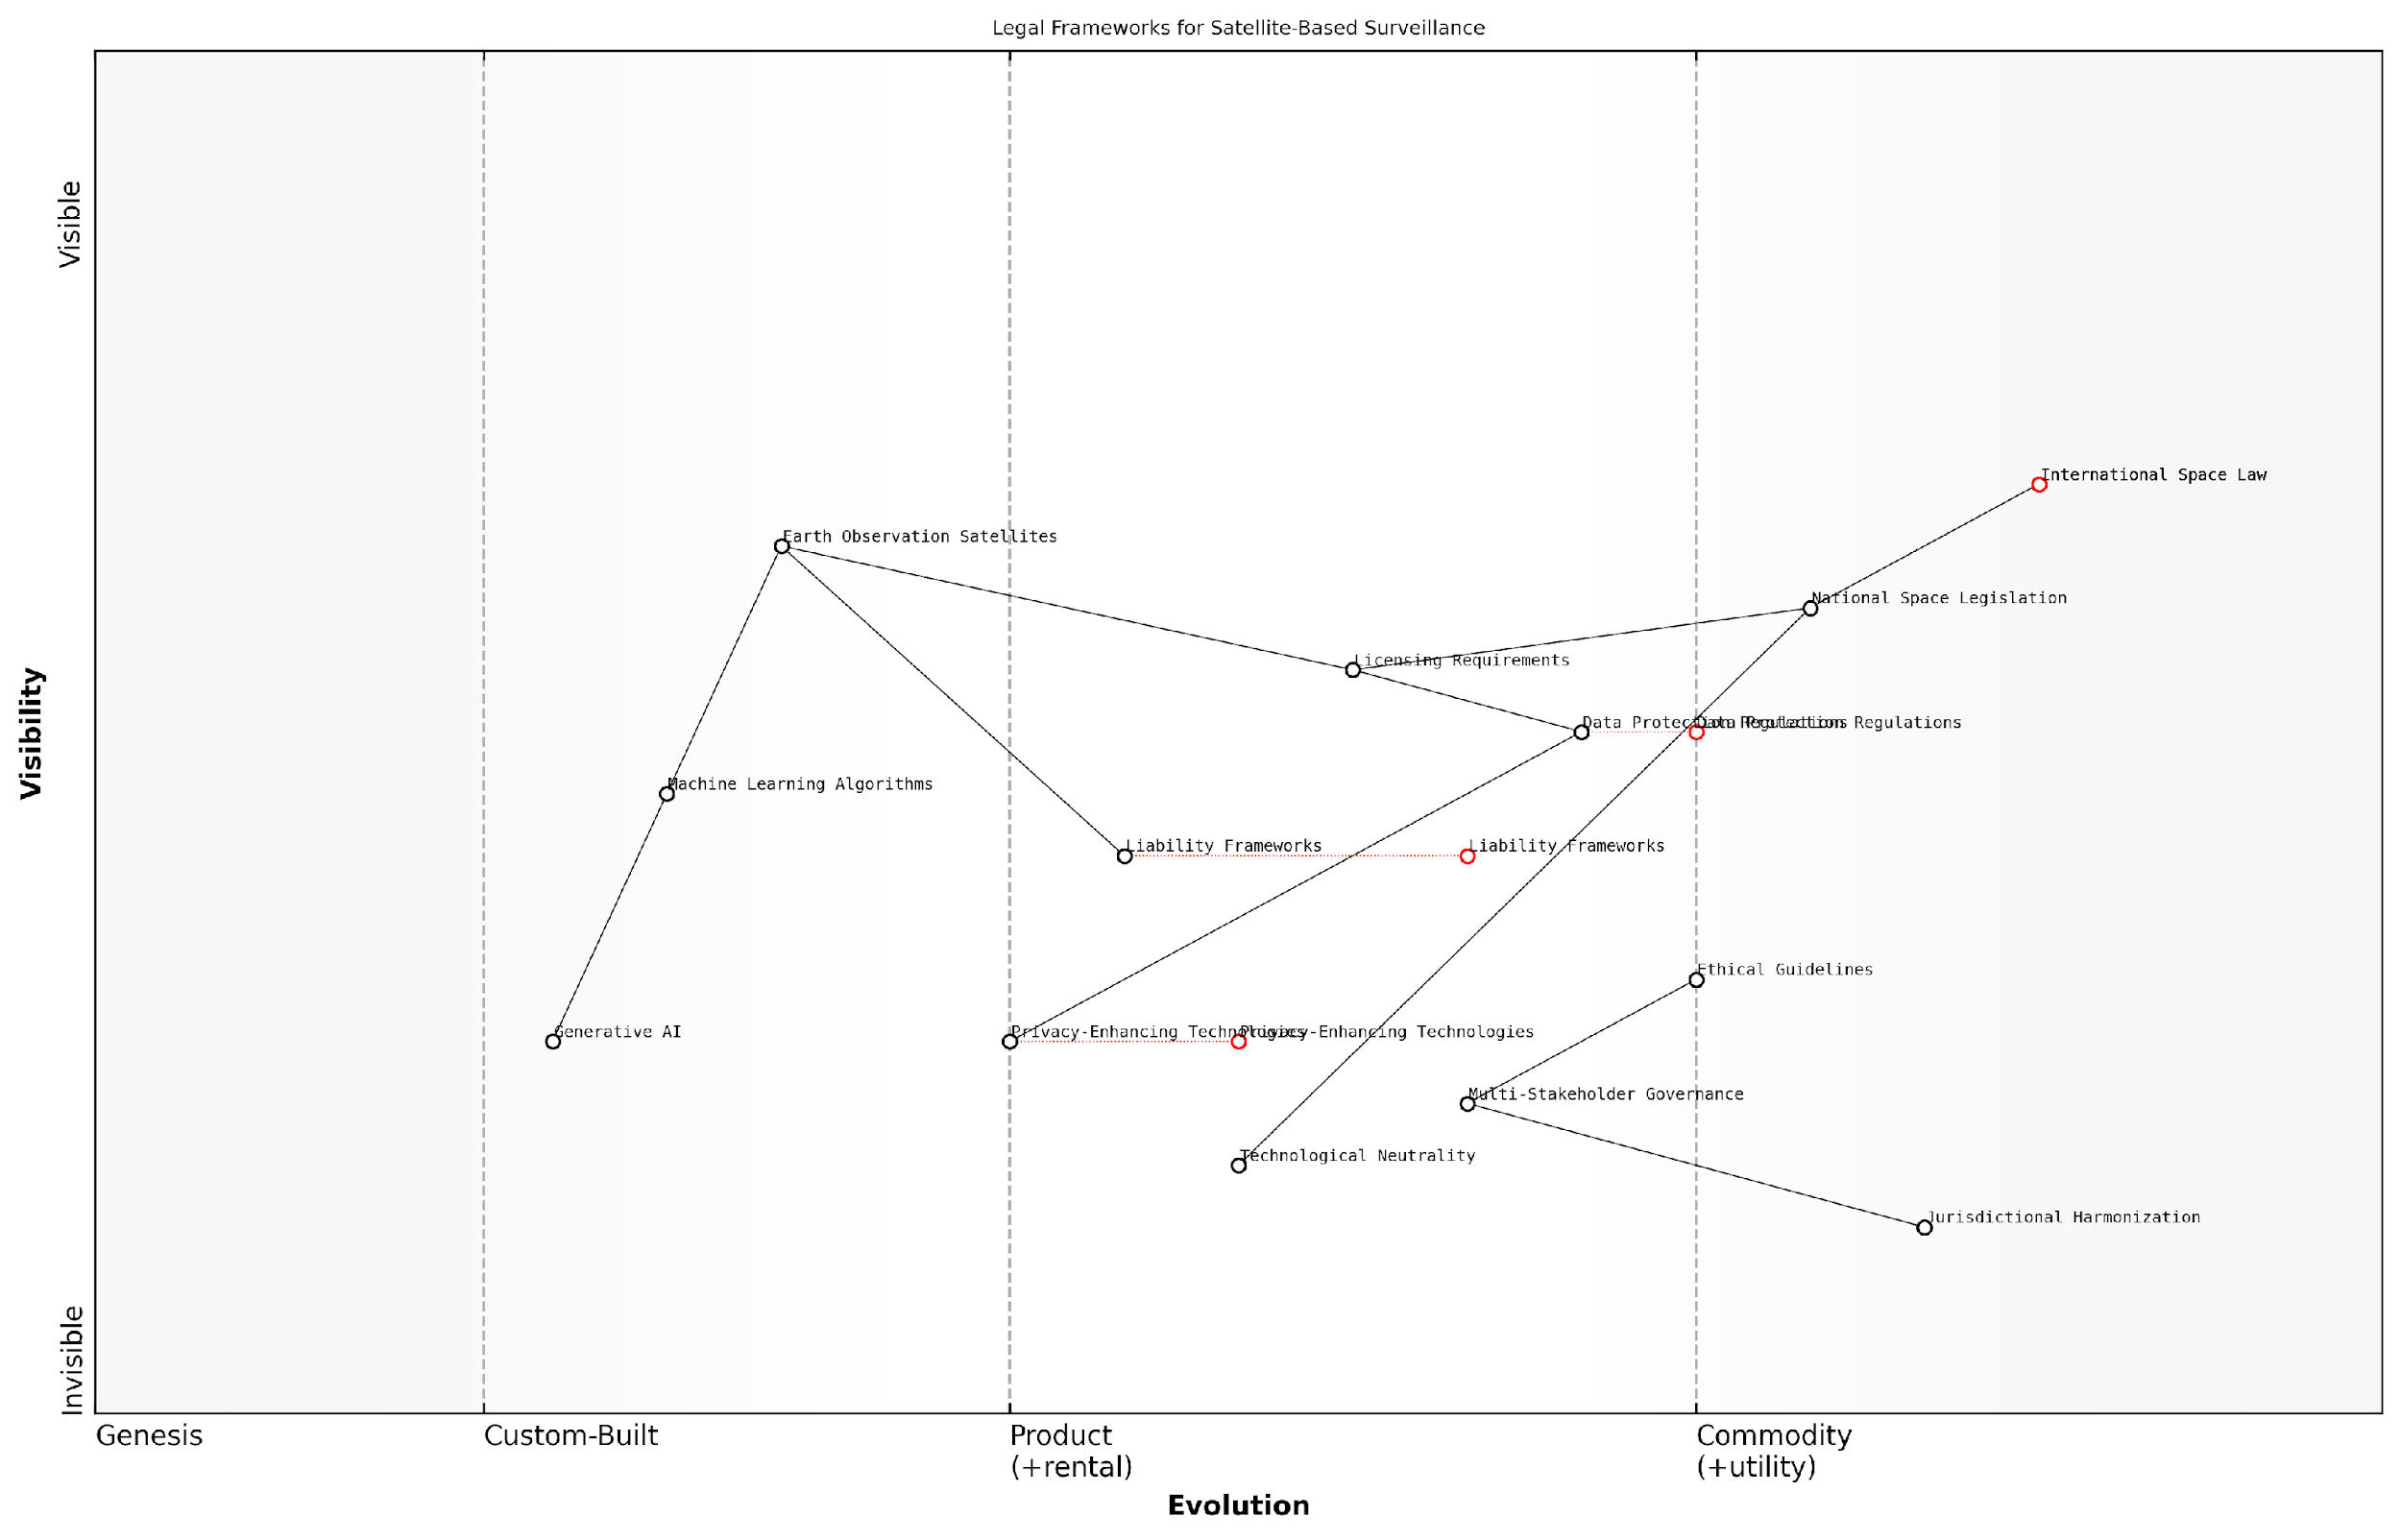 Legal Frameworks for Satellite-Based Surveillance
Visible
International Space Law
Earth Observation Satellites
National Space Legislation
Licensing Requirements
Data Protection Regulations
Data Protection Regulations
Visibility
Machine Learning Algorithms
Liability Frameworks
Liability Frameworks
Ethical Guidelines
Generative AI
Privacy-Enhancing Technologies
Privacy-Enhancing Technologies
Multi-Stakeholder Governance
Technological Neutrality
Jurisdictional Harmonization
Invisible
Genesis
Custom-Built
Product
(+rental)
Commodity
(+utility)
Evolution